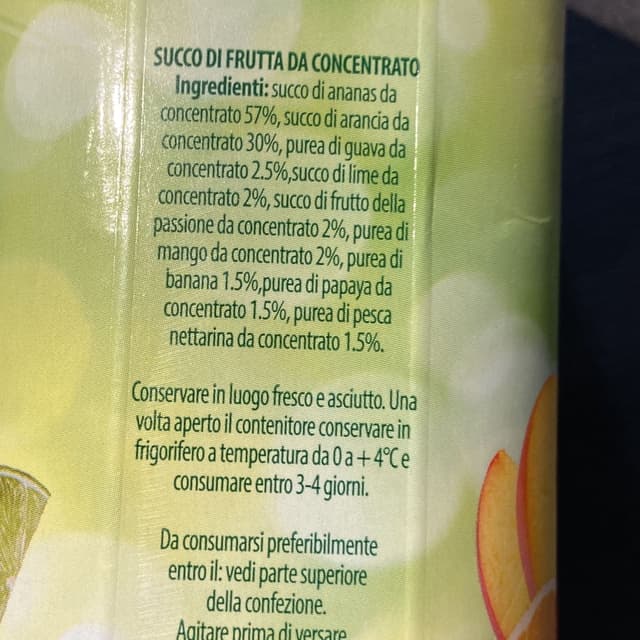 SUCCO DI FRUTTA DA CONCENTRATO
Ingredienti: succo di ananas da
concentrato 57%, succo di arancia da
concentrato 30%, purea di guava da
concentrato 2.5%,succo di lime da
concentrato 2%, succo di frutto della
passione da concentrato 2%, purea di
mango da concentrato 2%, purea di
banana 1.5%,purea di papaya da
concentrato 1.5%, purea di pesca
nettarina da concentrato 1.5%.
Conservare in luogo fresco e asciutto. Una
volta aperto il contenitore conservare in
frigorifero a temperatura da 0 a + 4°C e
consumare entro 3-4 giorni.
Da consumarsi preferibilmente
entro il: vedi parte superiore
della confezione.
Agitare prima di versare